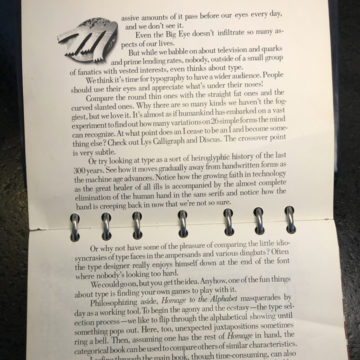 M
assive amounts of it pass before our eyes every day,
and we don't see it.
Even the Big Eye doesn't infiltrate so many as-
pects of our lives.
But while we babble on about television and quarks
and prime lending rates, nobody, outside of a small group
of fanatics with vested interests, even thinks about type.
We think it's time for typography to have a wider audience. People
should use their eyes and appreciate what's under their noses!
Compare the round thin ones with the straight fat ones and the
curved slanted ones. Why there are so many kinds we haven't the fog-
giest, but we love it. It's almost as if humankind has embarked on a vast
experiment to find out how many variations on 26 simple forms the mind
can recognize. At what point does an I cease to be an I and become some-
thing else? Check out Lys Calligraph and Discus. The crossover point
is very subtle.
Or try looking at type as a sort of heiroglyphic history of the last
300 years. See how it moves gradually away from handwritten forms as
the machine age advances. Notice how the growing faith in technology
as the great healer of all ills is accompanied by the almost complete
elimination of the human hand in the sans serifs and notice how the
hand is creeping back in now that we're not so sure.
Or why not have some of the pleasure of comparing the little idio-
syncrasies of type faces in the ampersands and various dingbats? Often
the type designer really enjoys himself down at the end of the font
where nobody's looking too hard.
We could go on, but you get the idea. Anyhow, one of the fun things
about type is finding your own games to play with it.
Philosophizing aside, Homage to the Alphabet masquerades by
day as a working tool. To begin the agony and the ecstasy—the type sel-
ection process—we like to flip through the alphabetical showing until
something pops out. Here, too, unexpected juxtapositions sometimes
ring a bell. Then, assuming one has the rest of Homage in hand, the
categorical book can be used to compare others of similar characteristics.
through the main book, though time-consuming, can also